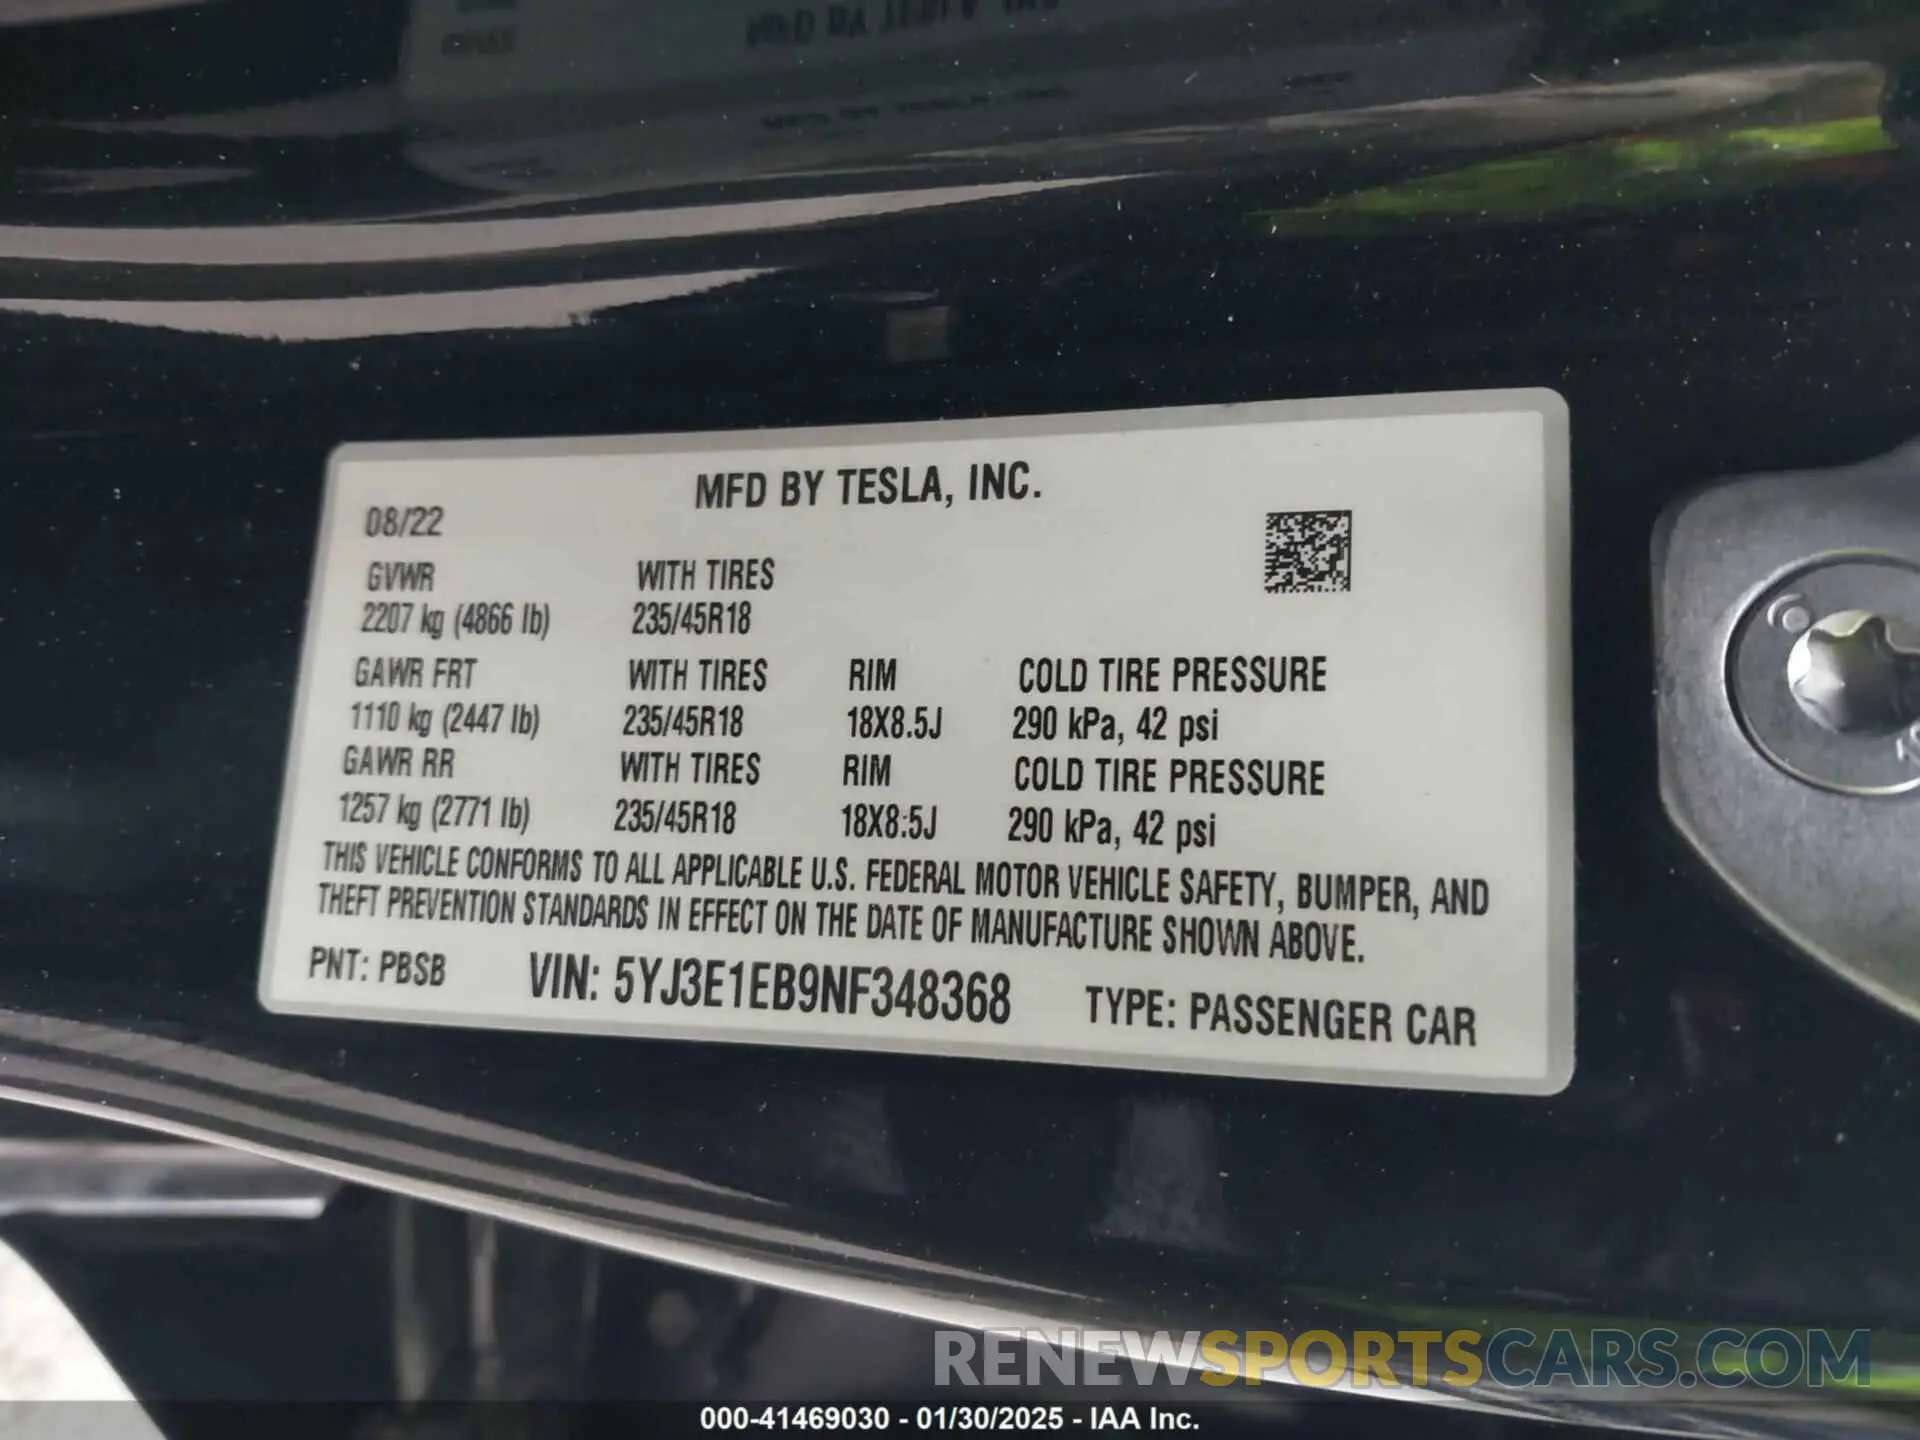 MFD BY TESLA, INC.
08/22
GVWR WITH TIRES
2207 kg (4866 lb) 235/45R18
GAWR FRT WITH TIRES RIM COLD TIRE PRESSURE
1110 kg (2447 lb) 235/45R18 18X8.5J 290 kPa, 42 psi
GAWR RR WITH TIRES RIM COLD TIRE PRESSURE
1257 kg (2771 lb) 235/45R18 18X8.5J 290 kPa, 42 psi
THIS VEHICLE CONFORMS TO ALL APPLICABLE U.S. FEDERAL MOTOR VEHICLE SAFETY, BUMPER, AND
THEFT PREVENTION STANDARDS IN EFFECT ON THE DATE OF MANUFACTURE SHOWN ABOVE.
PNT: PBSB VIN: 5YJ3E1EB9NF348368 TYPE: PASSENGER CAR
RENEWSPORTSCARS.COM
000-41469030 - 01/30/2025 - IAA Inc.